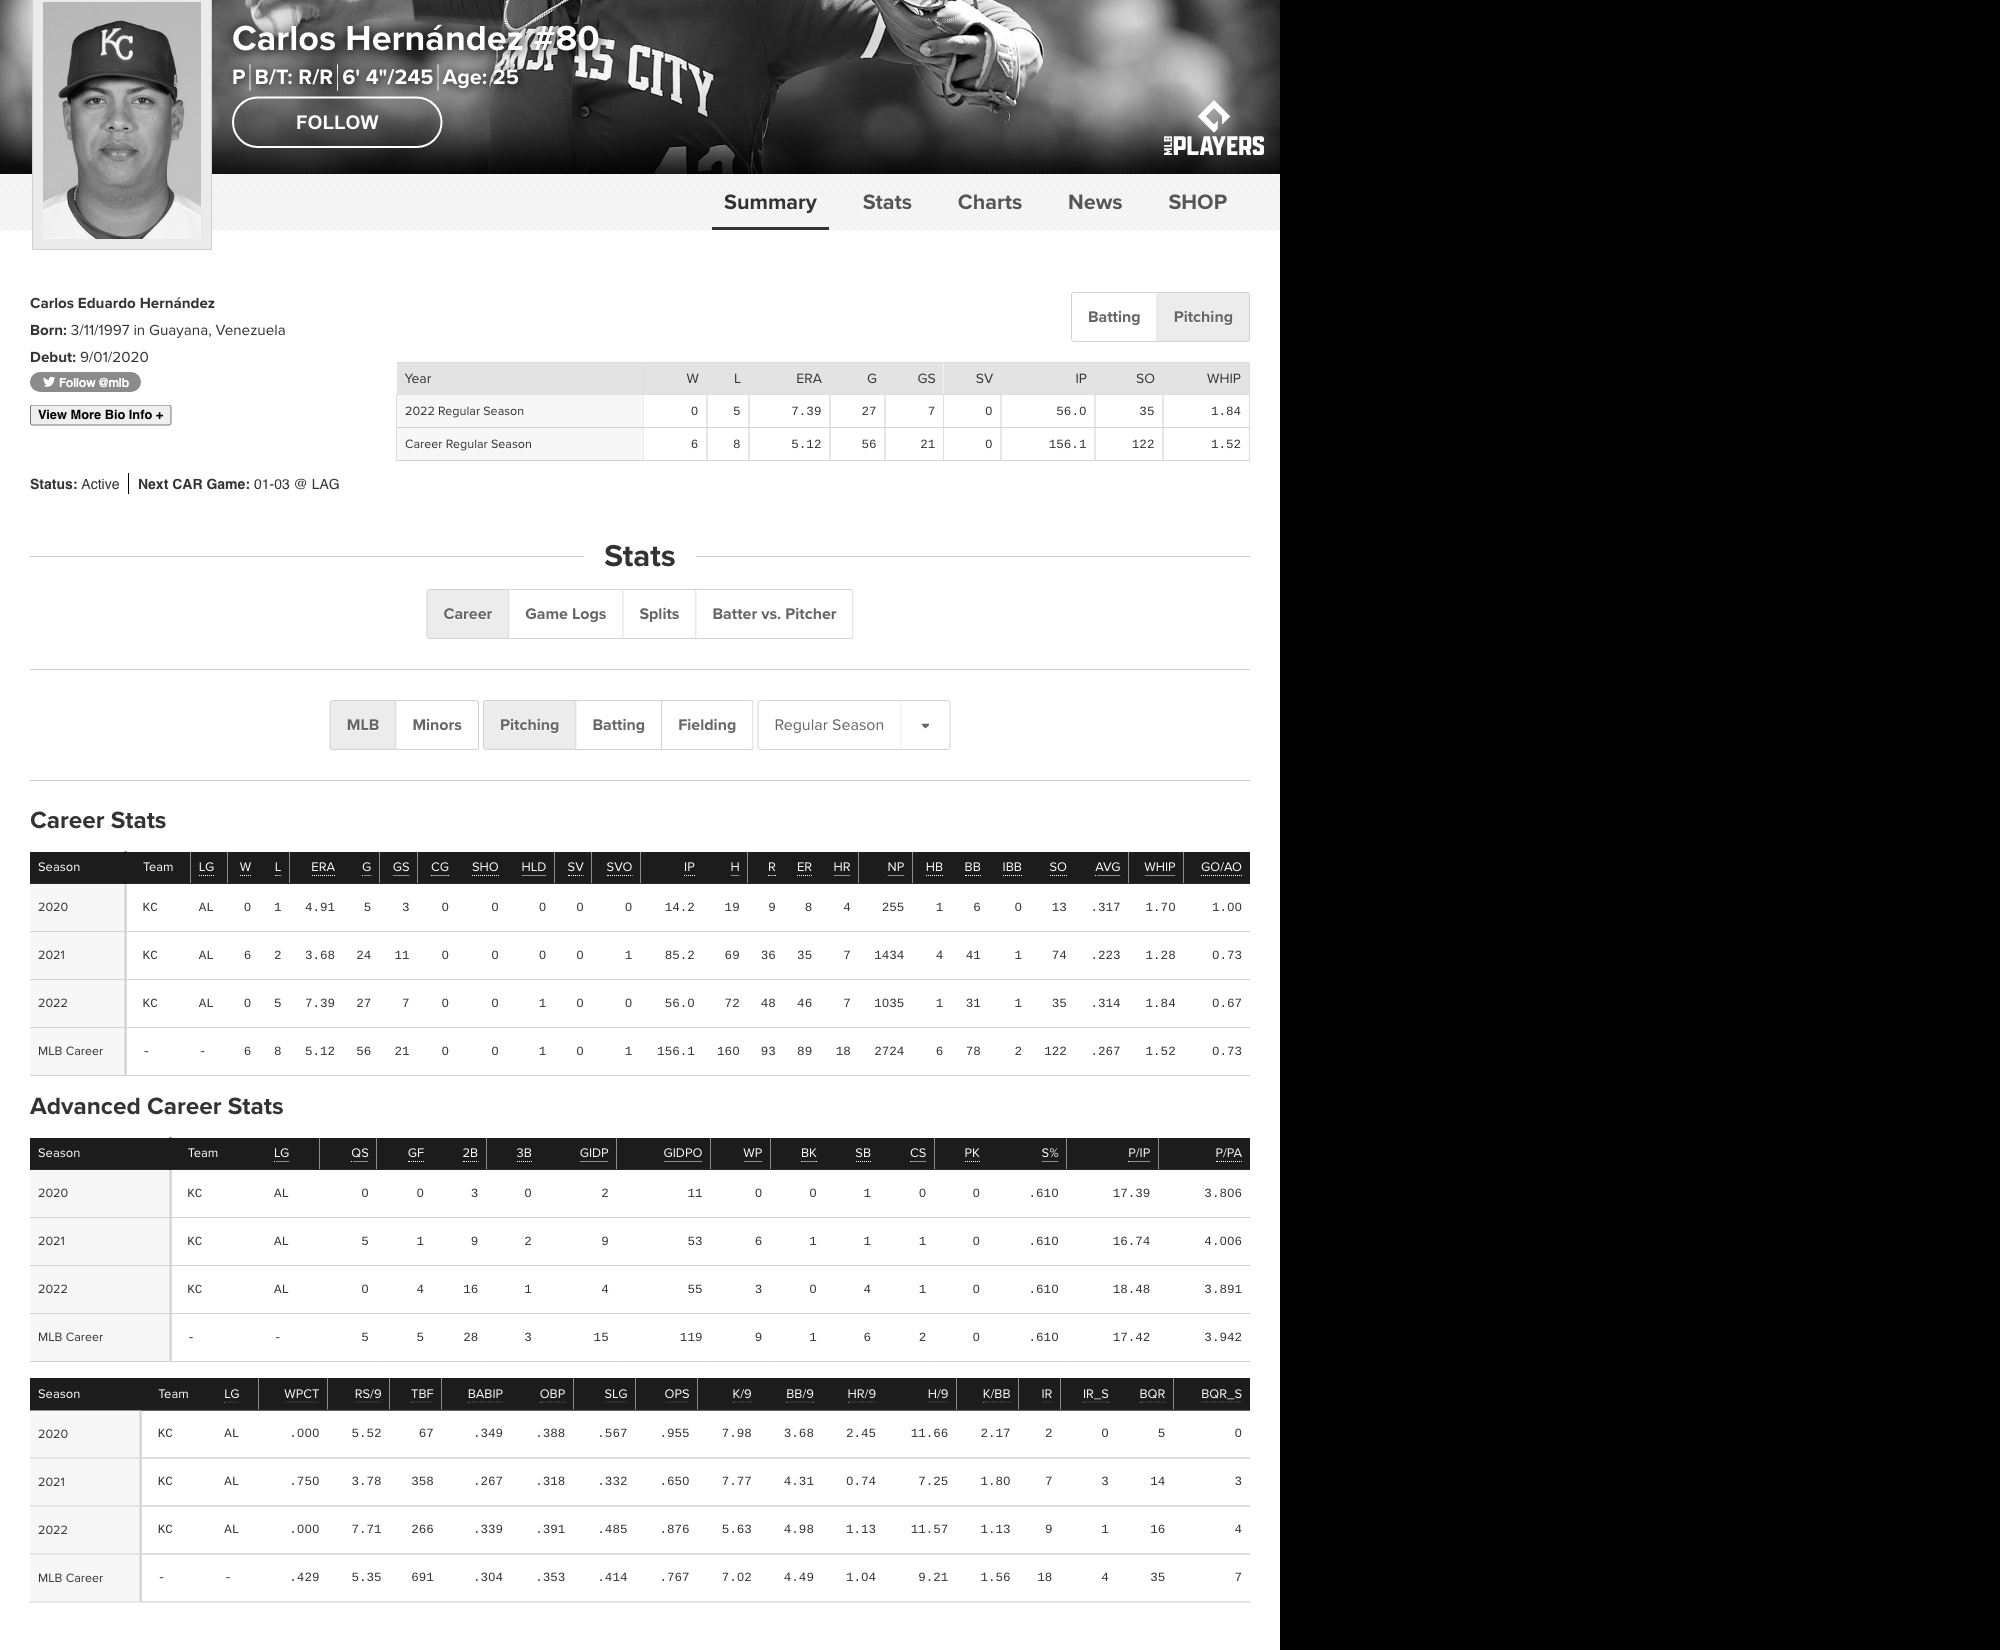 KC
Carlos Hernández #80
P B/T: R/R 6' 4"/245 Age: 25
FOLLOW
CITY
MLB PLAYERS
Summary Stats Charts News SHOP
Carlos Eduardo Hernández
Born: 3/11/1997 in Guayana, Venezuela
Debut: 9/01/2020
Follow @mlb
View More Bio Info +
Batting Pitching
Year W L ERA G GS SV IP SO WHIP
2022 Regular Season 0 5 7.39 27 7 0 56.0 35 1.84
Career Regular Season 6 8 5.12 56 21 0 156.1 122 1.52
Status: Active Next CAR Game: 01-03 @ LAG
Stats
Career Game Logs Splits Batter vs. Pitcher
MLB Minors Pitching Batting Fielding Regular Season
Career Stats
Season Team LG W L ERA G GS CG SHO HLD SV SVO IP H R ER HR NP HB BB IBB SO AVG WHIP GO/AO
2020 KC AL 0 1 4.91 5 3 0 0 0 0 0 14.2 19 9 8 4 255 1 6 0 13 .317 1.70 1.00
2021 KC AL 6 2 3.68 24 11 0 0 0 0 1 85.2 69 36 35 7 1434 4 41 1 74 .223 1.28 0.73
2022 KC AL 0 5 7.39 27 7 0 0 1 0 0 56.0 72 48 46 7 1035 1 31 1 35 .314 1.84 0.67
MLB Career - - 6 8 5.12 56 21 0 0 1 0 1 156.1 160 93 89 18 2724 6 78 2 122 .267 1.52 0.73
Advanced Career Stats
Season Team LG QS GF 2B 3B GIDP GIDPO WP BK SB CS PK S% P/IP P/PA
2020 KC AL 0 0 3 0 2 11 0 0 1 0 0 .610 17.39 3.806
2021 KC AL 5 1 9 2 9 53 6 1 1 1 0 .610 16.74 4.006
2022 KC AL 0 4 16 1 4 55 3 0 4 1 0 .610 18.48 3.891
MLB Career - - 5 5 28 3 15 119 9 1 6 2 0 .610 17.42 3.942
Season Team LG WPCT RS/9 TBF BABIP OBP SLG OPS K/9 BB/9 HR/9 H/9 K/BB IR IR_S BQR BQR_S
2020 KC AL .000 5.52 67 .349 .388 .567 .955 7.98 3.68 2.45 11.66 2.17 2 0 5 0
2021 KC AL .750 3.78 358 .267 .318 .332 .650 7.77 4.31 0.74 7.25 1.80 7 3 14 3
2022 KC AL .000 7.71 266 .339 .391 .485 .876 5.63 4.98 1.13 11.57 1.13 9 1 16 4
MLB Career - - .429 5.35 691 .304 .353 .414 .767 7.02 4.49 1.04 9.21 1.56 18 4 35 7